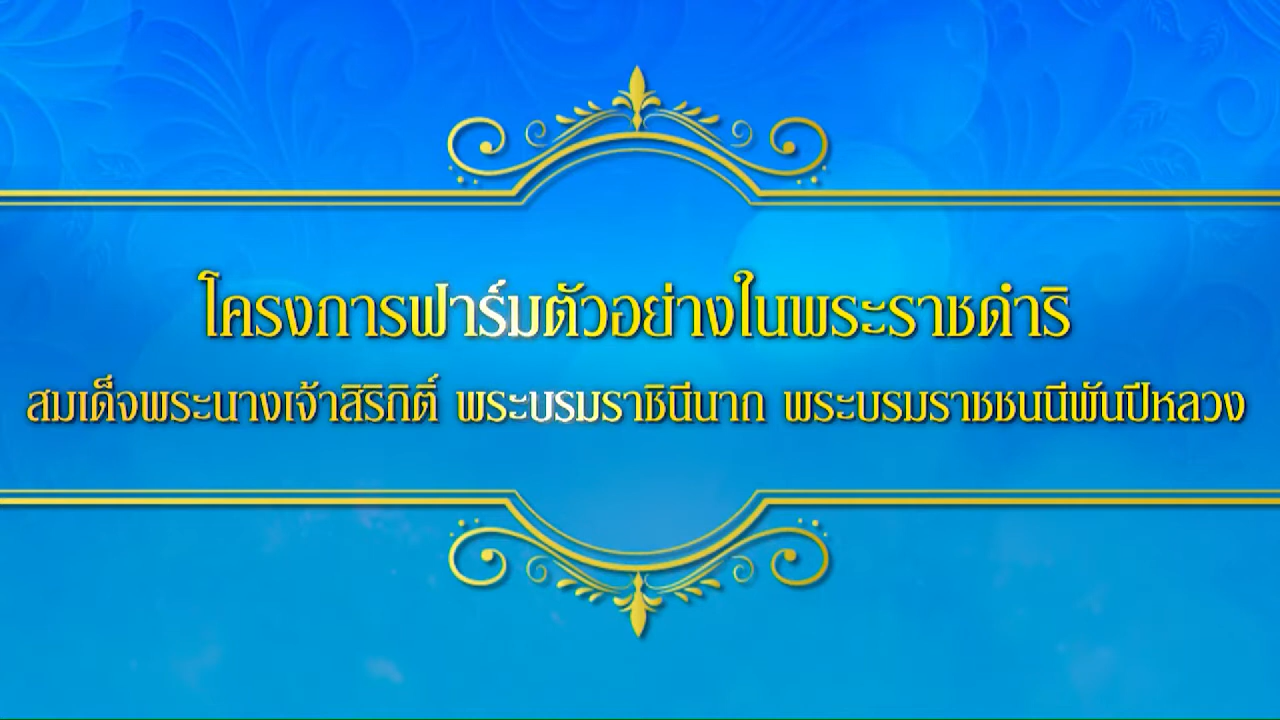 โครงการฟาร์มตัวอย่างในพระราชดำริ
สมเด็จพระนางเจ้าสิริกิติ์ พระบรมราชินีนาถ พระบรมราชชนนีพันปีหลวง